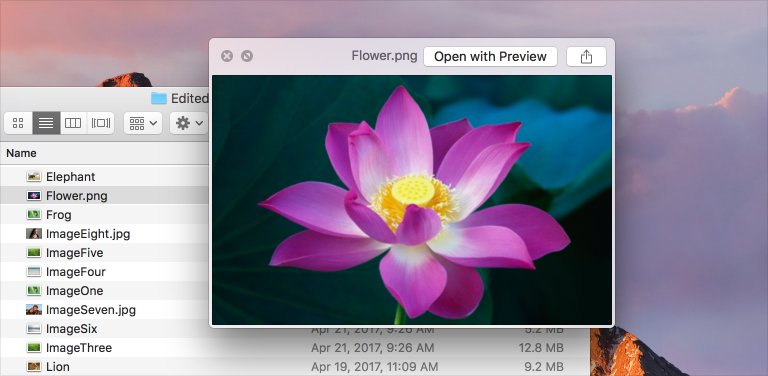 Flower.png Open with Preview
Edited
Name
Elephant
Flower.png
Frog
ImageEight.jpg
ImageFive
ImageFour
ImageOne
ImageSeven.jpg
ImageSix Apr 21, 2017, 9:26 AM 5.2 MB
ImageThree Apr 21, 2017, 9:26 AM 12.8 MB
Lion Apr 19, 2017, 11:09 AM 9.2 MB